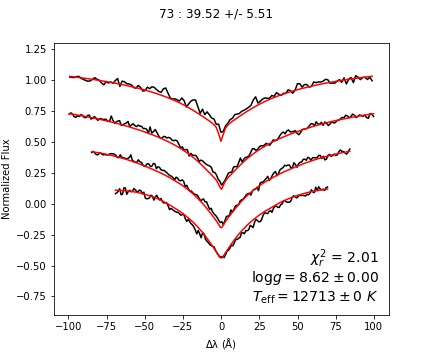 73 : 39.52 +/- 5.51
1.25
1.00
0.75
0.50
0.25
0.00
−0.25
−0.50
−0.75
Normalized Flux
χ²ᵣ = 2.01
log g = 8.62 ± 0.00
T_eff = 12713 ± 0 K
−100 −75 −50 −25 0 25 50 75 100
Δλ (Å)